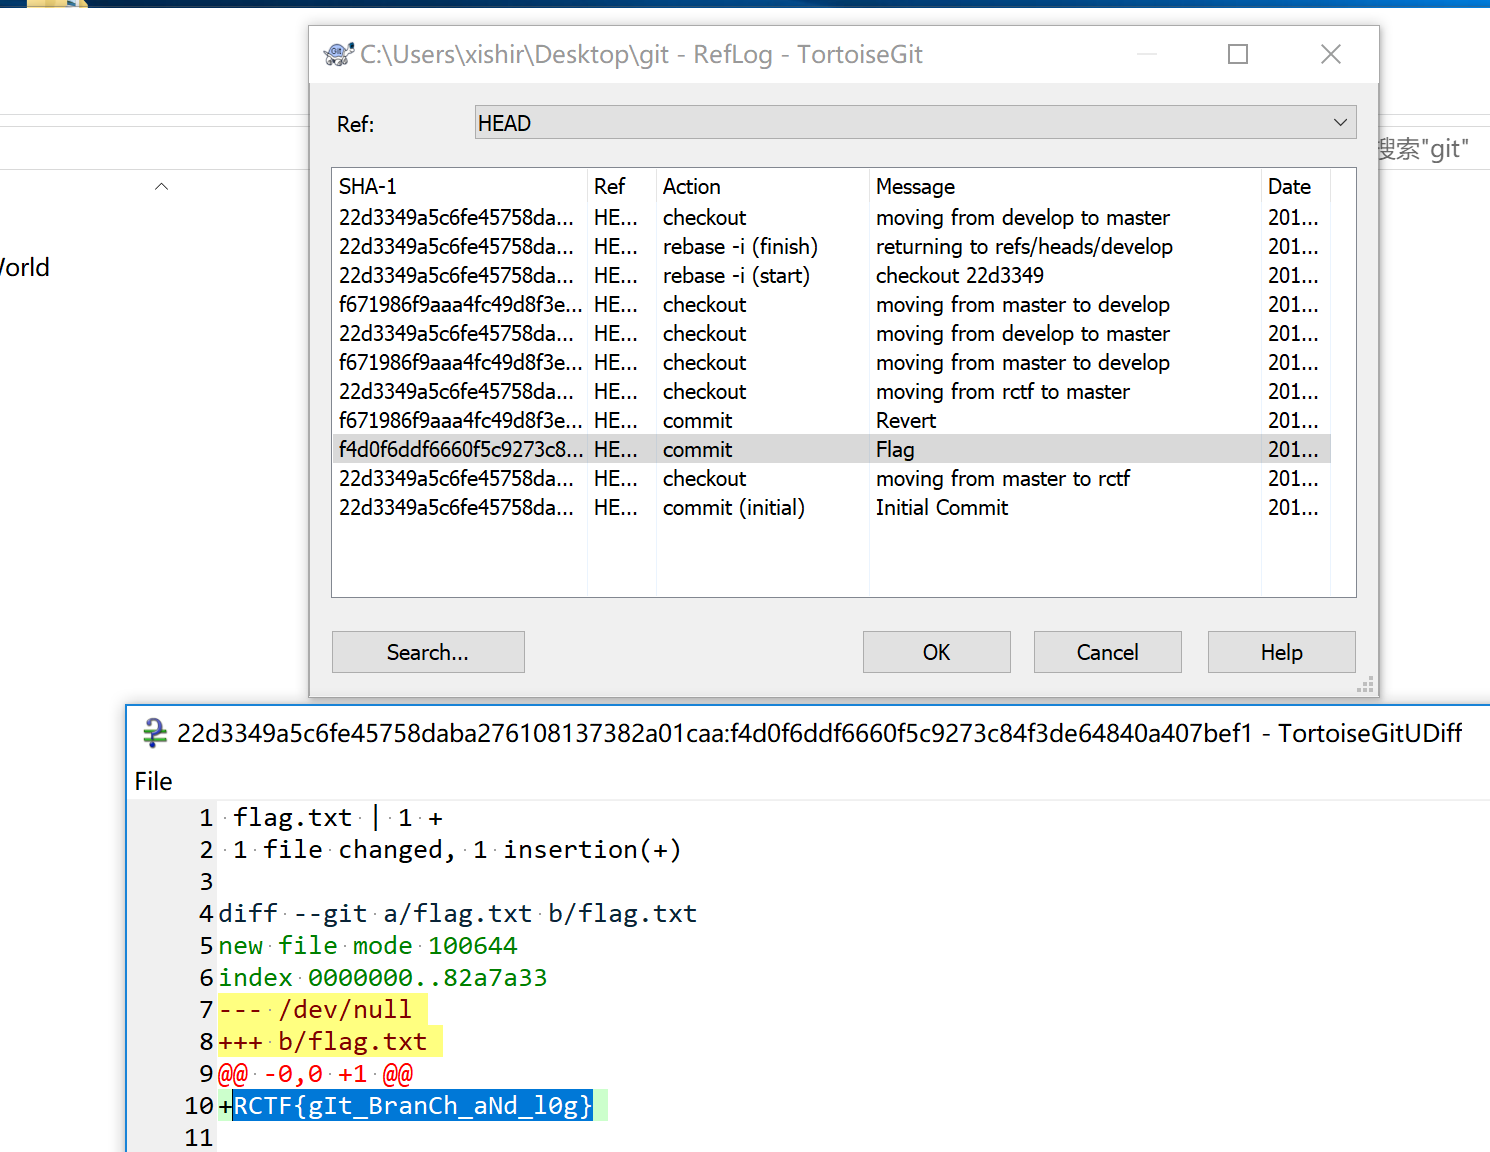 C:\Users\xishir\Desktop\git - RefLog - TortoiseGit
Ref: HEAD
搜索"git"
SHA-1 Ref Action Message Date
22d3349a5c6fe45758da... HE... checkout moving from develop to master 201...
22d3349a5c6fe45758da... HE... rebase -i (finish) returning to refs/heads/develop 201...
22d3349a5c6fe45758da... HE... rebase -i (start) checkout 22d3349 201...
f671986f9aaa4fc49d8f3e... HE... checkout moving from master to develop 201...
22d3349a5c6fe45758da... HE... checkout moving from develop to master 201...
f671986f9aaa4fc49d8f3e... HE... checkout moving from master to develop 201...
22d3349a5c6fe45758da... HE... checkout moving from rctf to master 201...
f671986f9aaa4fc49d8f3e... HE... commit Revert 201...
f4d0f6ddf6660f5c9273c8... HE... commit Flag 201...
22d3349a5c6fe45758da... HE... checkout moving from master to rctf 201...
22d3349a5c6fe45758da... HE... commit (initial) Initial Commit 201...
orld
Search... OK Cancel Help
22d3349a5c6fe45758daba276108137382a01caa:f4d0f6ddf6660f5c9273c84f3de64840a407bef1 - TortoiseGitUDiff
File
1 flag.txt | 1 +
2 1 file changed, 1 insertion(+)
3
4 diff --git a/flag.txt b/flag.txt
5 new file mode 100644
6 index 0000000..82a7a33
7 --- /dev/null
8 +++ b/flag.txt
9 @@ -0,0 +1 @@
10 +RCTF{gIt_BranCh_aNd_l0g}
11